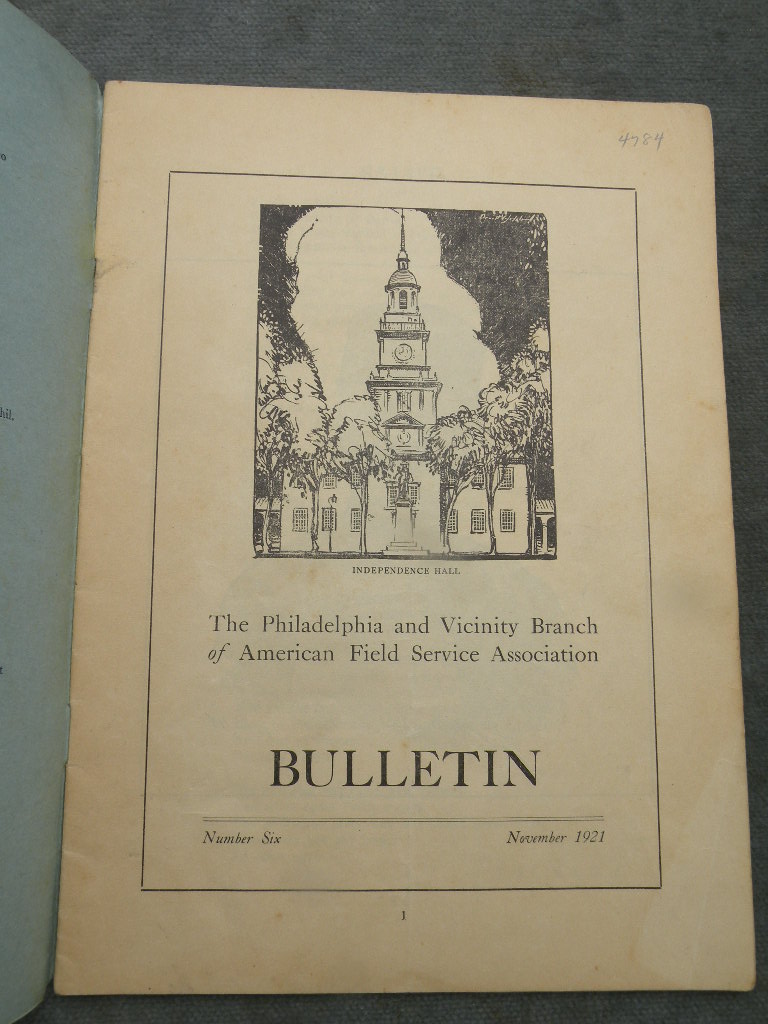 hil.
4784
INDEPENDENCE HALL
The Philadelphia and Vicinity Branch
of American Field Service Association
BULLETIN
Number Six November 1921
1